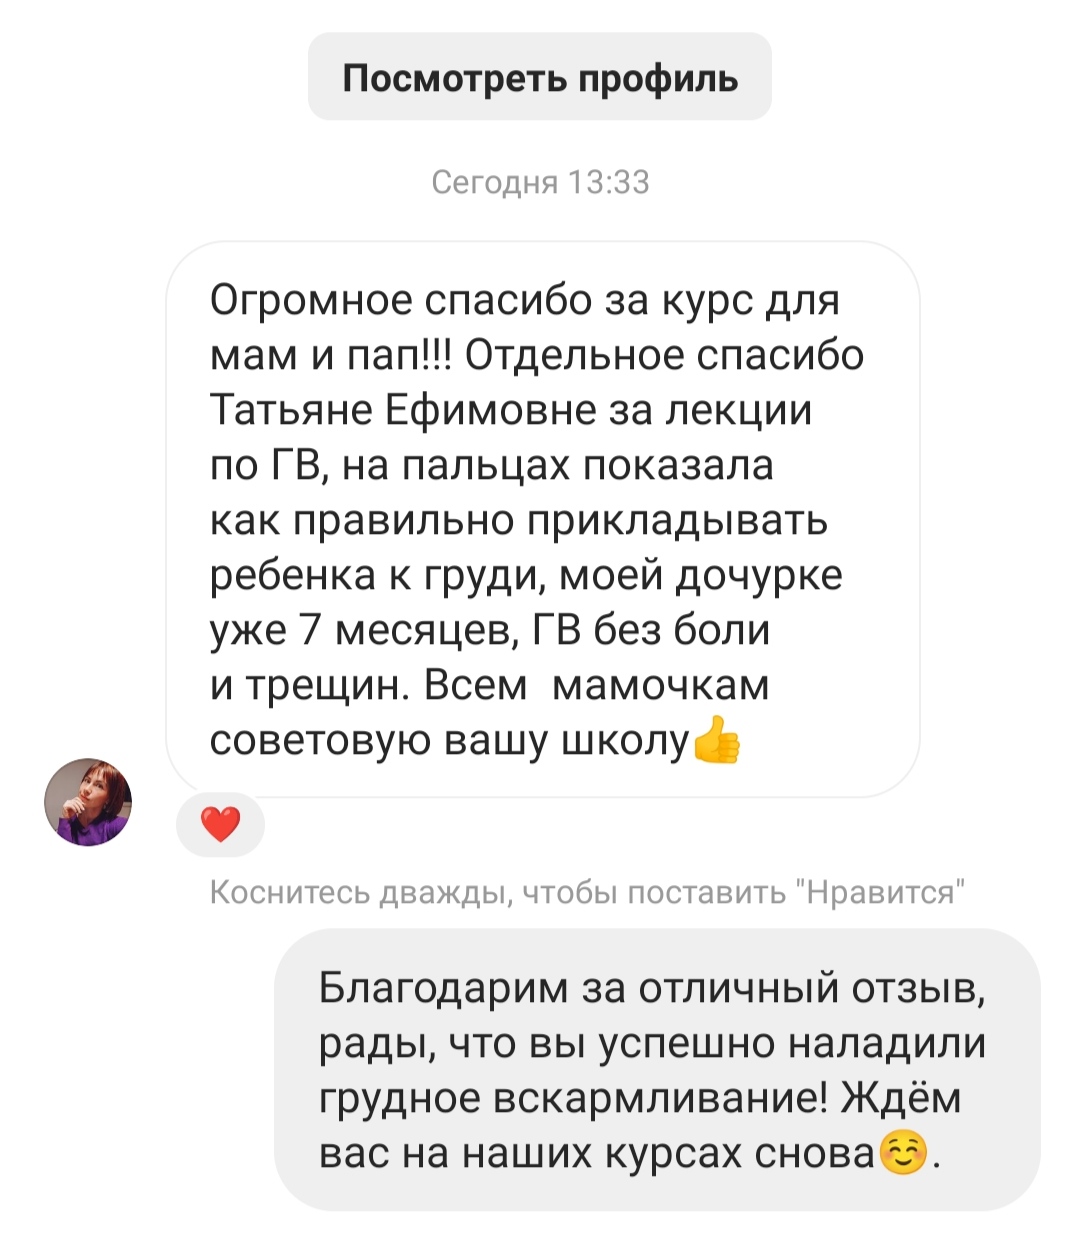 Посмотреть профиль
Сегодня 13:33
Огромное спасибо за курс для
мам и пап!!! Отдельное спасибо
Татьяне Ефимовне за лекции
по ГВ, на пальцах показала
как правильно прикладывать
ребенка к груди, моей дочурке
уже 7 месяцев, ГВ без боли
и трещин. Всем  мамочкам
советовую вашу школу👍
❤️
Коснитесь дважды, чтобы поставить "Нравится"
Благодарим за отличный отзыв,
рады, что вы успешно наладили
грудное вскармливание! Ждём
вас на наших курсах снова☺️.